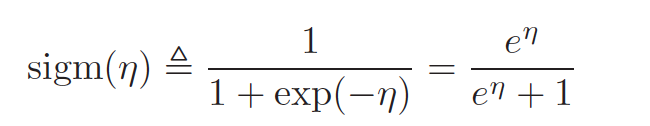 sigm(η) ≜ 1 / (1 + exp(−η)) = e^η / (e^η + 1)